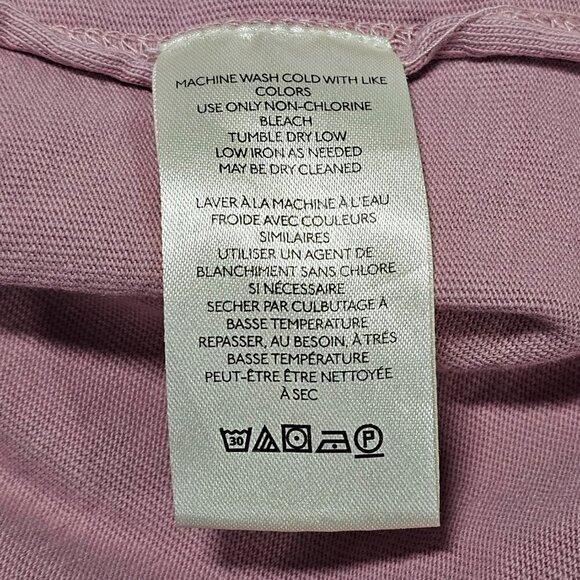 MACHINE WASH COLD WITH LIKE
COLORS
USE ONLY NON-CHLORINE
BLEACH
TUMBLE DRY LOW
LOW IRON AS NEEDED
MAY BE DRY CLEANED
LAVER À LA MACHINE À L'EAU
FROIDE AVEC COULEURS
SIMILAIRES
UTILISER UN AGENT DE
BLANCHIMENT SANS CHLORE
SI NÉCESSAIRE
SECHER PAR CULBUTAGE À
BASSE TEMPERATURE
REPASSER, AU BESOIN, À TRÉS
BASSE TEMPÉRATURE
PEUT-ÊTRE ÊTRE NETTOYÉE
À SEC
30 P